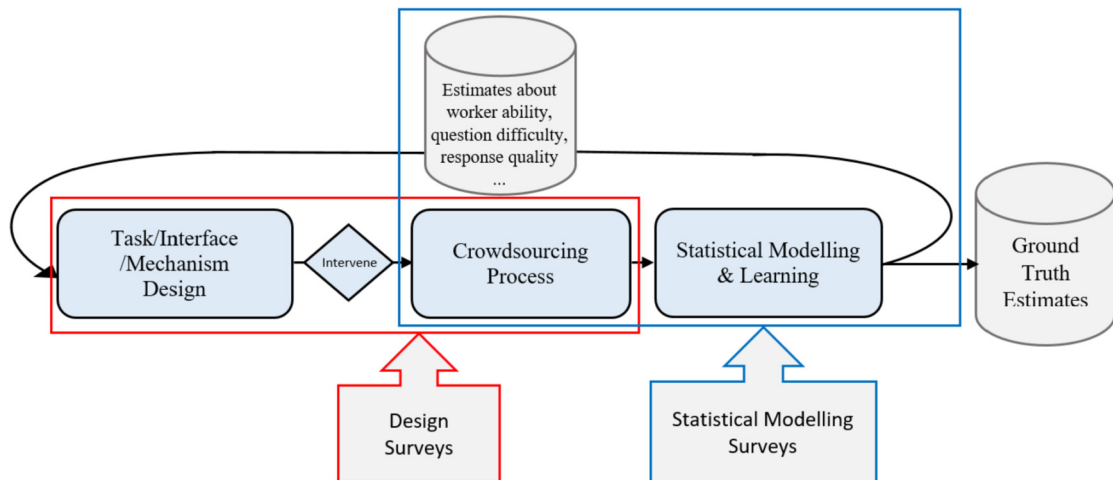 Estimates about
worker ability,
question difficulty,
response quality
...
Task/Interface
/Mechanism
Design
Intervene
Crowdsourcing
Process
Statistical Modelling
& Learning
Ground
Truth
Estimates
Design
Surveys
Statistical Modelling
Surveys